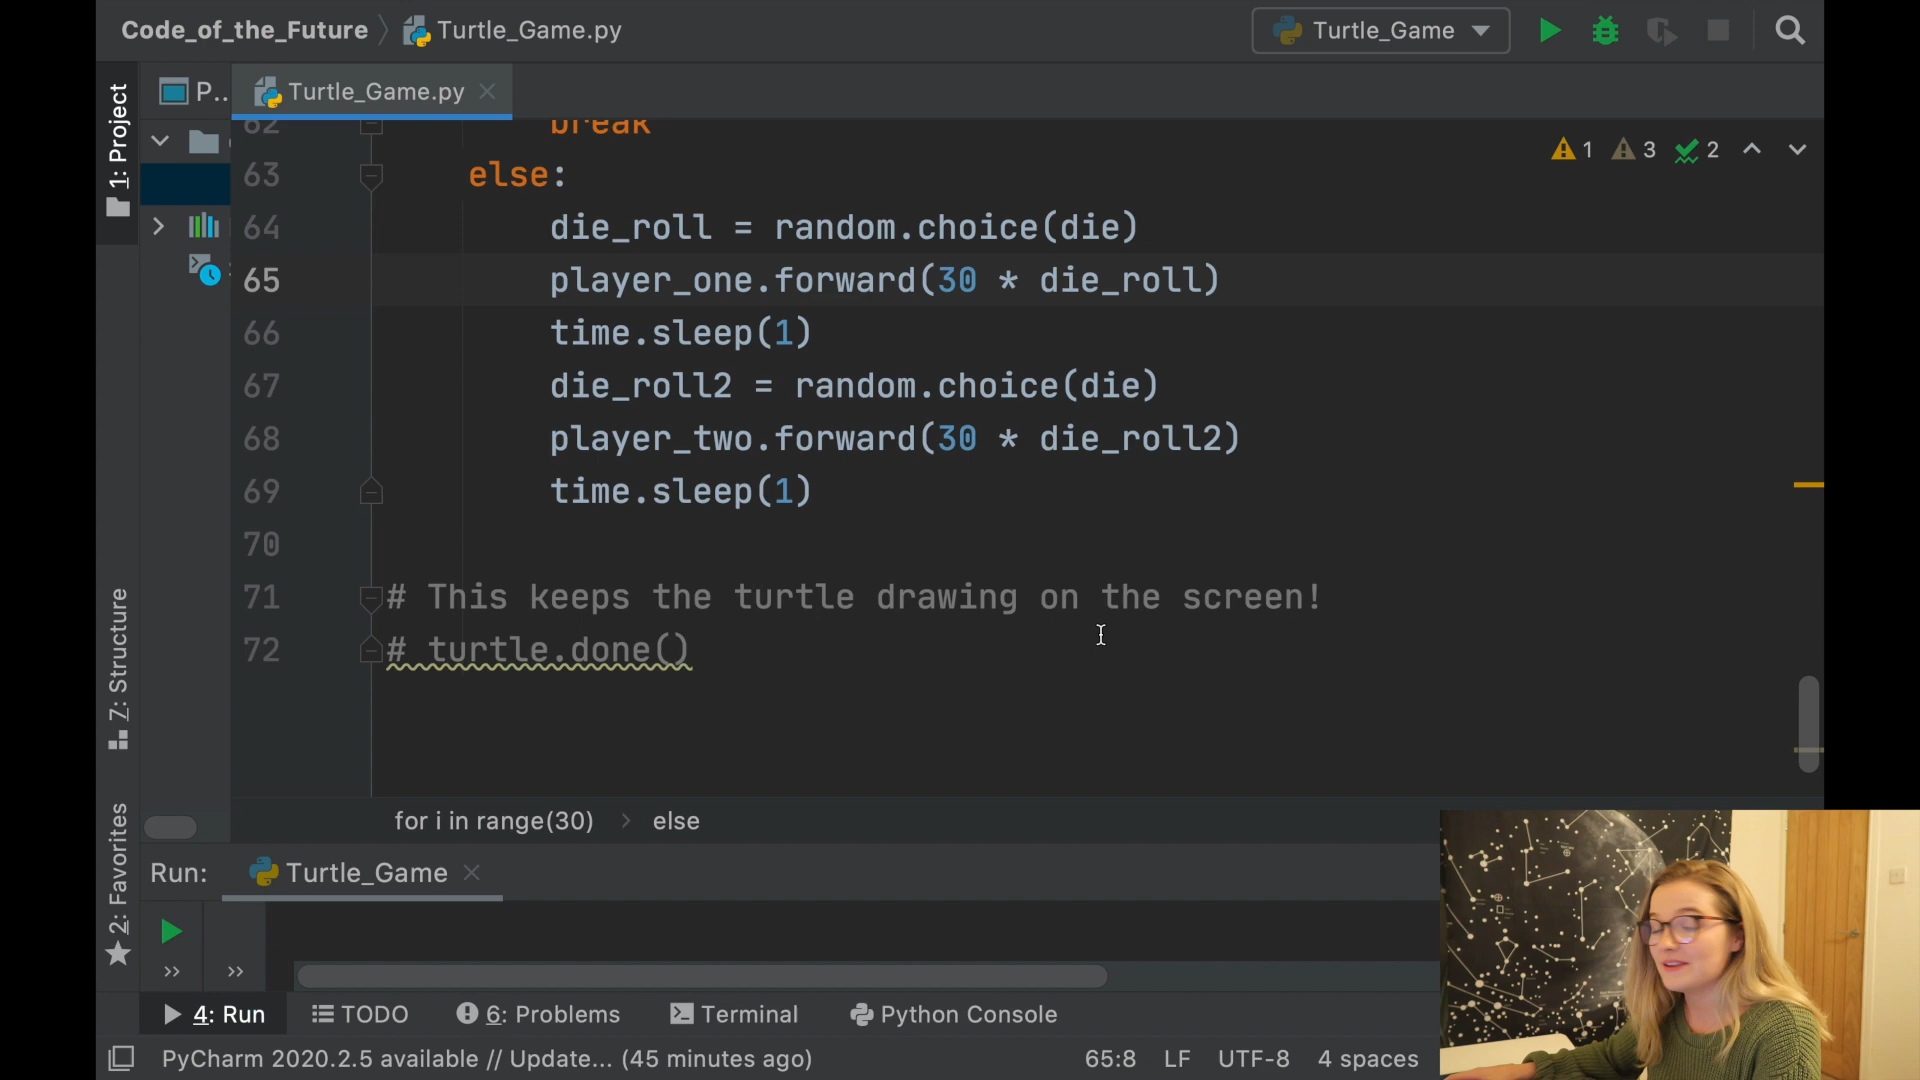 Code_of_the_Future
Turtle_Game.py
Turtle_Game
1: Project
P..
Turtle_Game.py
62 break
1 3 2
63 else:
64 die_roll = random.choice(die)
65 player_one.forward(30 * die_roll)
66 time.sleep(1)
67 die_roll2 = random.choice(die)
68 player_two.forward(30 * die_roll2)
69 time.sleep(1)
70
71 # This keeps the turtle drawing on the screen!
72 # turtle.done()
7: Structure
2: Favorites
for i in range(30) > else
Run: Turtle_Game
4: Run TODO 6: Problems Terminal Python Console
PyCharm 2020.2.5 available // Update... (45 minutes ago) 65:8 LF UTF-8 4 spaces